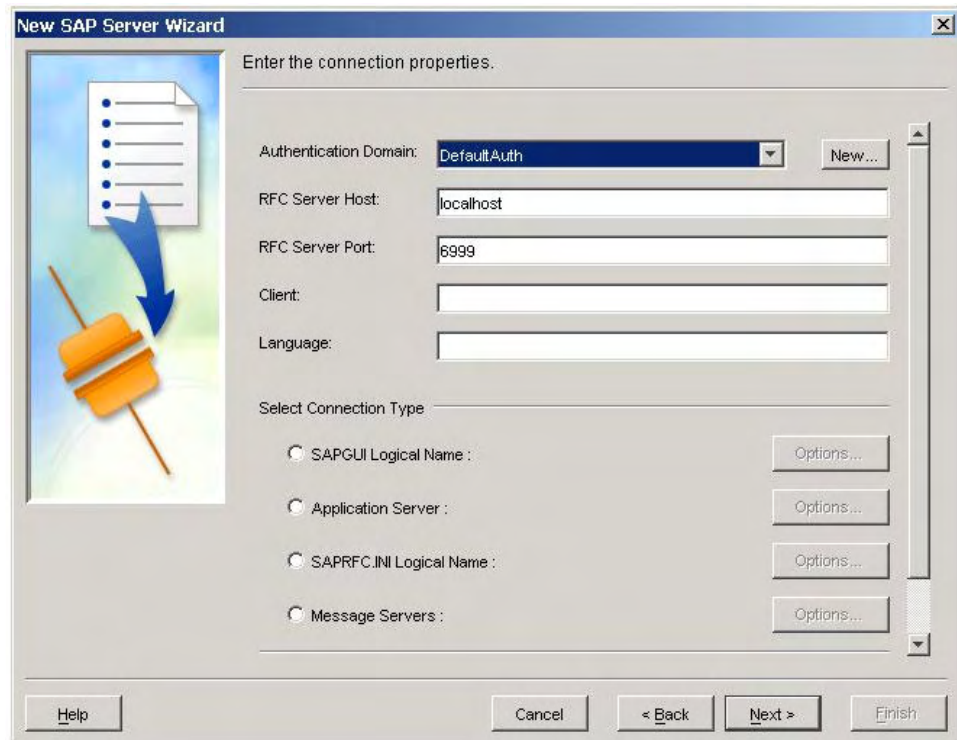 New SAP Server Wizard
Enter the connection properties.
Authentication Domain: DefaultAuth New...
RFC Server Host: localhost
RFC Server Port: 6999
Client:
Language:
Select Connection Type
SAPGUI Logical Name : Options...
Application Server : Options...
SAPRFC.INI Logical Name : Options...
Message Servers : Options...
Help Cancel < Back Next > Finish